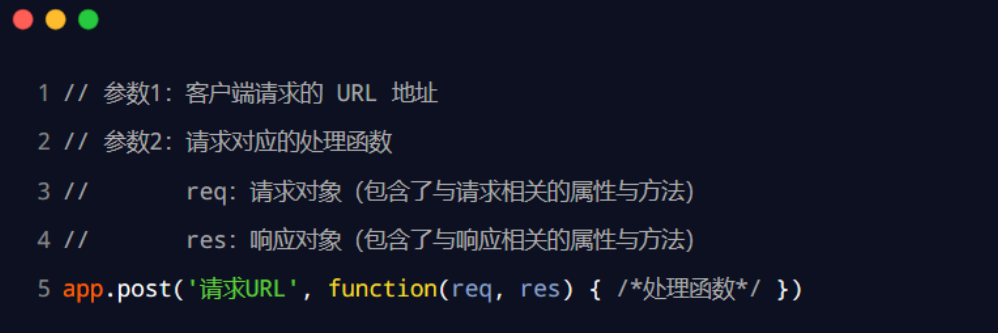 1 // 参数1：客户端请求的 URL 地址
2 // 参数2：请求对应的处理函数
3 //       req：请求对象（包含了与请求相关的属性与方法）
4 //       res：响应对象（包含了与响应相关的属性与方法）
5 app.post('请求URL', function(req, res) { /*处理函数*/ })